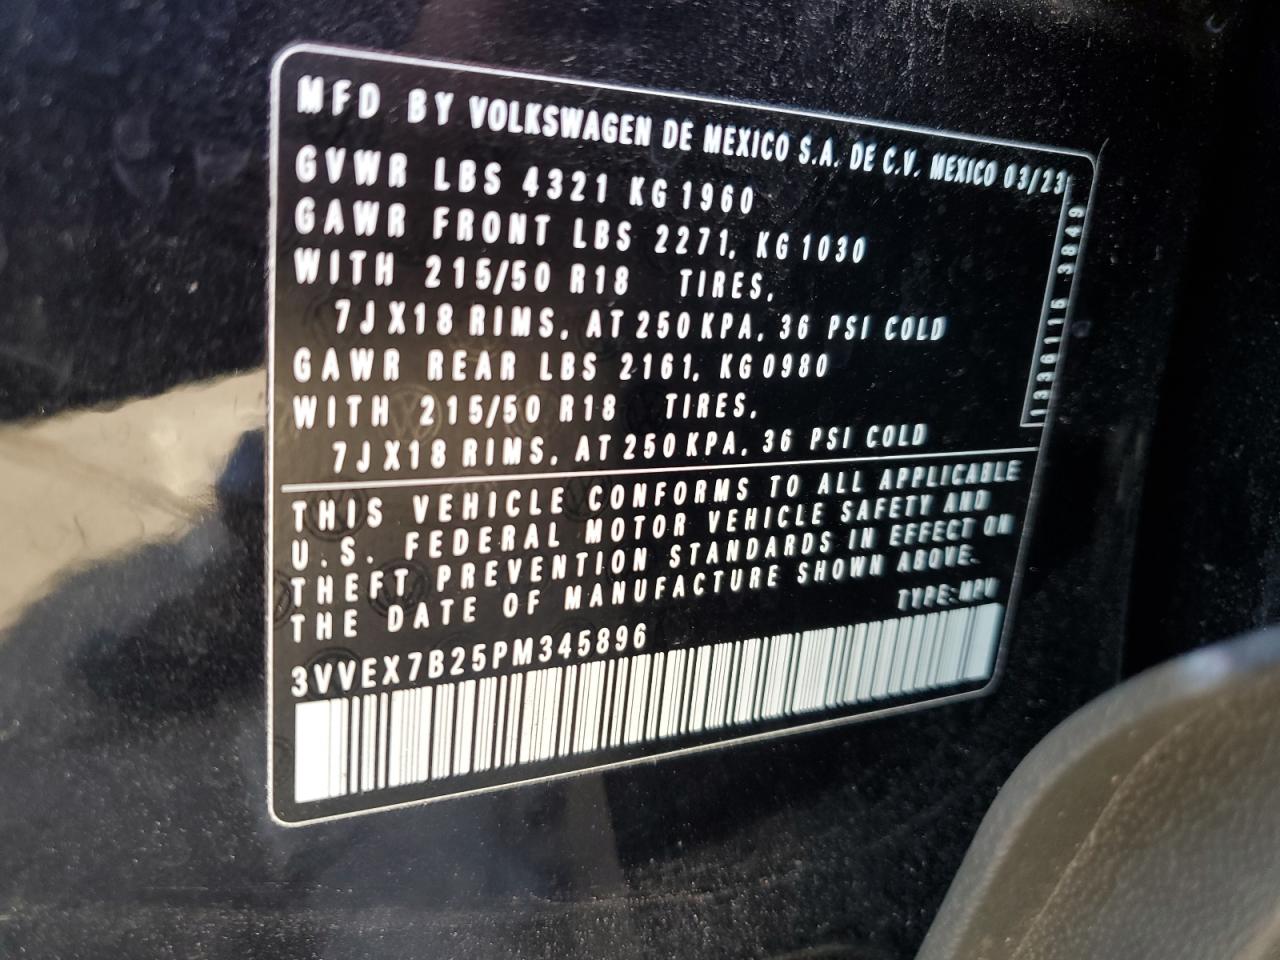 MFD BY VOLKSWAGEN DE MEXICO S.A. DE C.V. MEXICO 03/23
GVWR LBS 4321 KG 1960
GAWR FRONT LBS 2271, KG 1030
WITH 215/50 R18 TIRES,
7J X18 RIMS, AT 250 KPA, 36 PSI COLD
GAWR REAR LBS 2161, KG 0980
WITH 215/50 R18 TIRES,
7J X18 RIMS, AT 250 KPA, 36 PSI COLD
1336115 3849
THIS VEHICLE CONFORMS TO ALL APPLICABLE
U.S. FEDERAL MOTOR VEHICLE SAFETY AND
THEFT PREVENTION STANDARDS IN EFFECT ON
THE DATE OF MANUFACTURE SHOWN ABOVE.
TYPE:MPV
3VVEX7B25PM345896